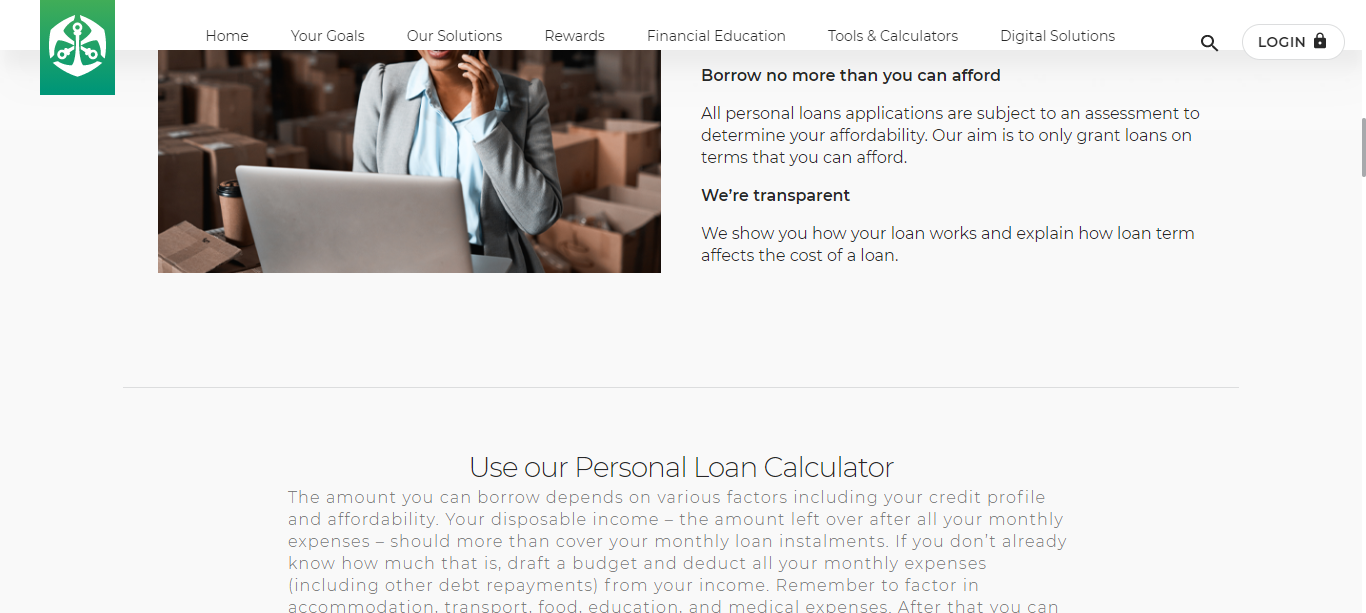 Home Your Goals Our Solutions Rewards Financial Education Tools & Calculators Digital Solutions LOGIN
Borrow no more than you can afford
All personal loans applications are subject to an assessment to
determine your affordability. Our aim is to only grant loans on
terms that you can afford.
We’re transparent
We show you how your loan works and explain how loan term
affects the cost of a loan.
Use our Personal Loan Calculator
The amount you can borrow depends on various factors including your credit profile
and affordability. Your disposable income – the amount left over after all your monthly
expenses – should more than cover your monthly loan instalments. If you don’t already
know how much that is, draft a budget and deduct all your monthly expenses
(including other debt repayments) from your income. Remember to factor in
accommodation, transport, food, education, and medical expenses. After that you can